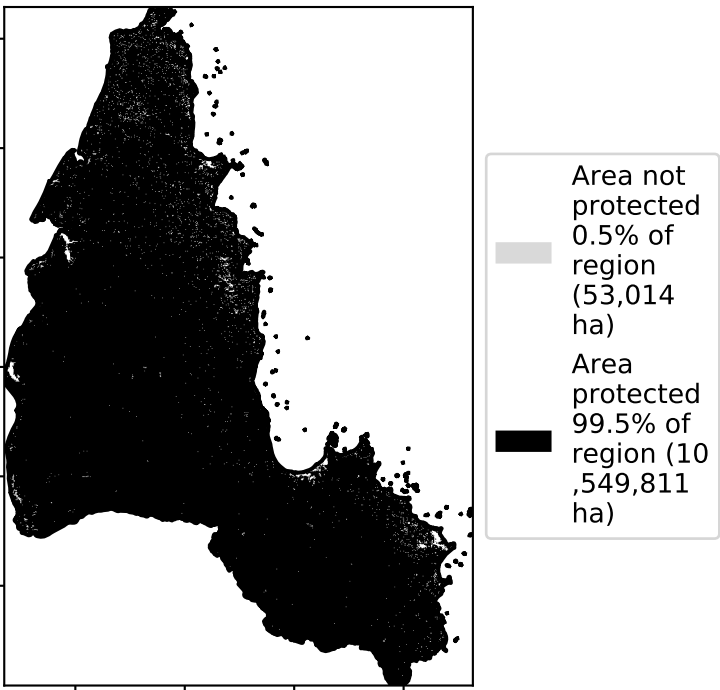 Area not
protected
0.5% of
region
(53,014
ha)
Area
protected
99.5% of
region (10
,549,811
ha)